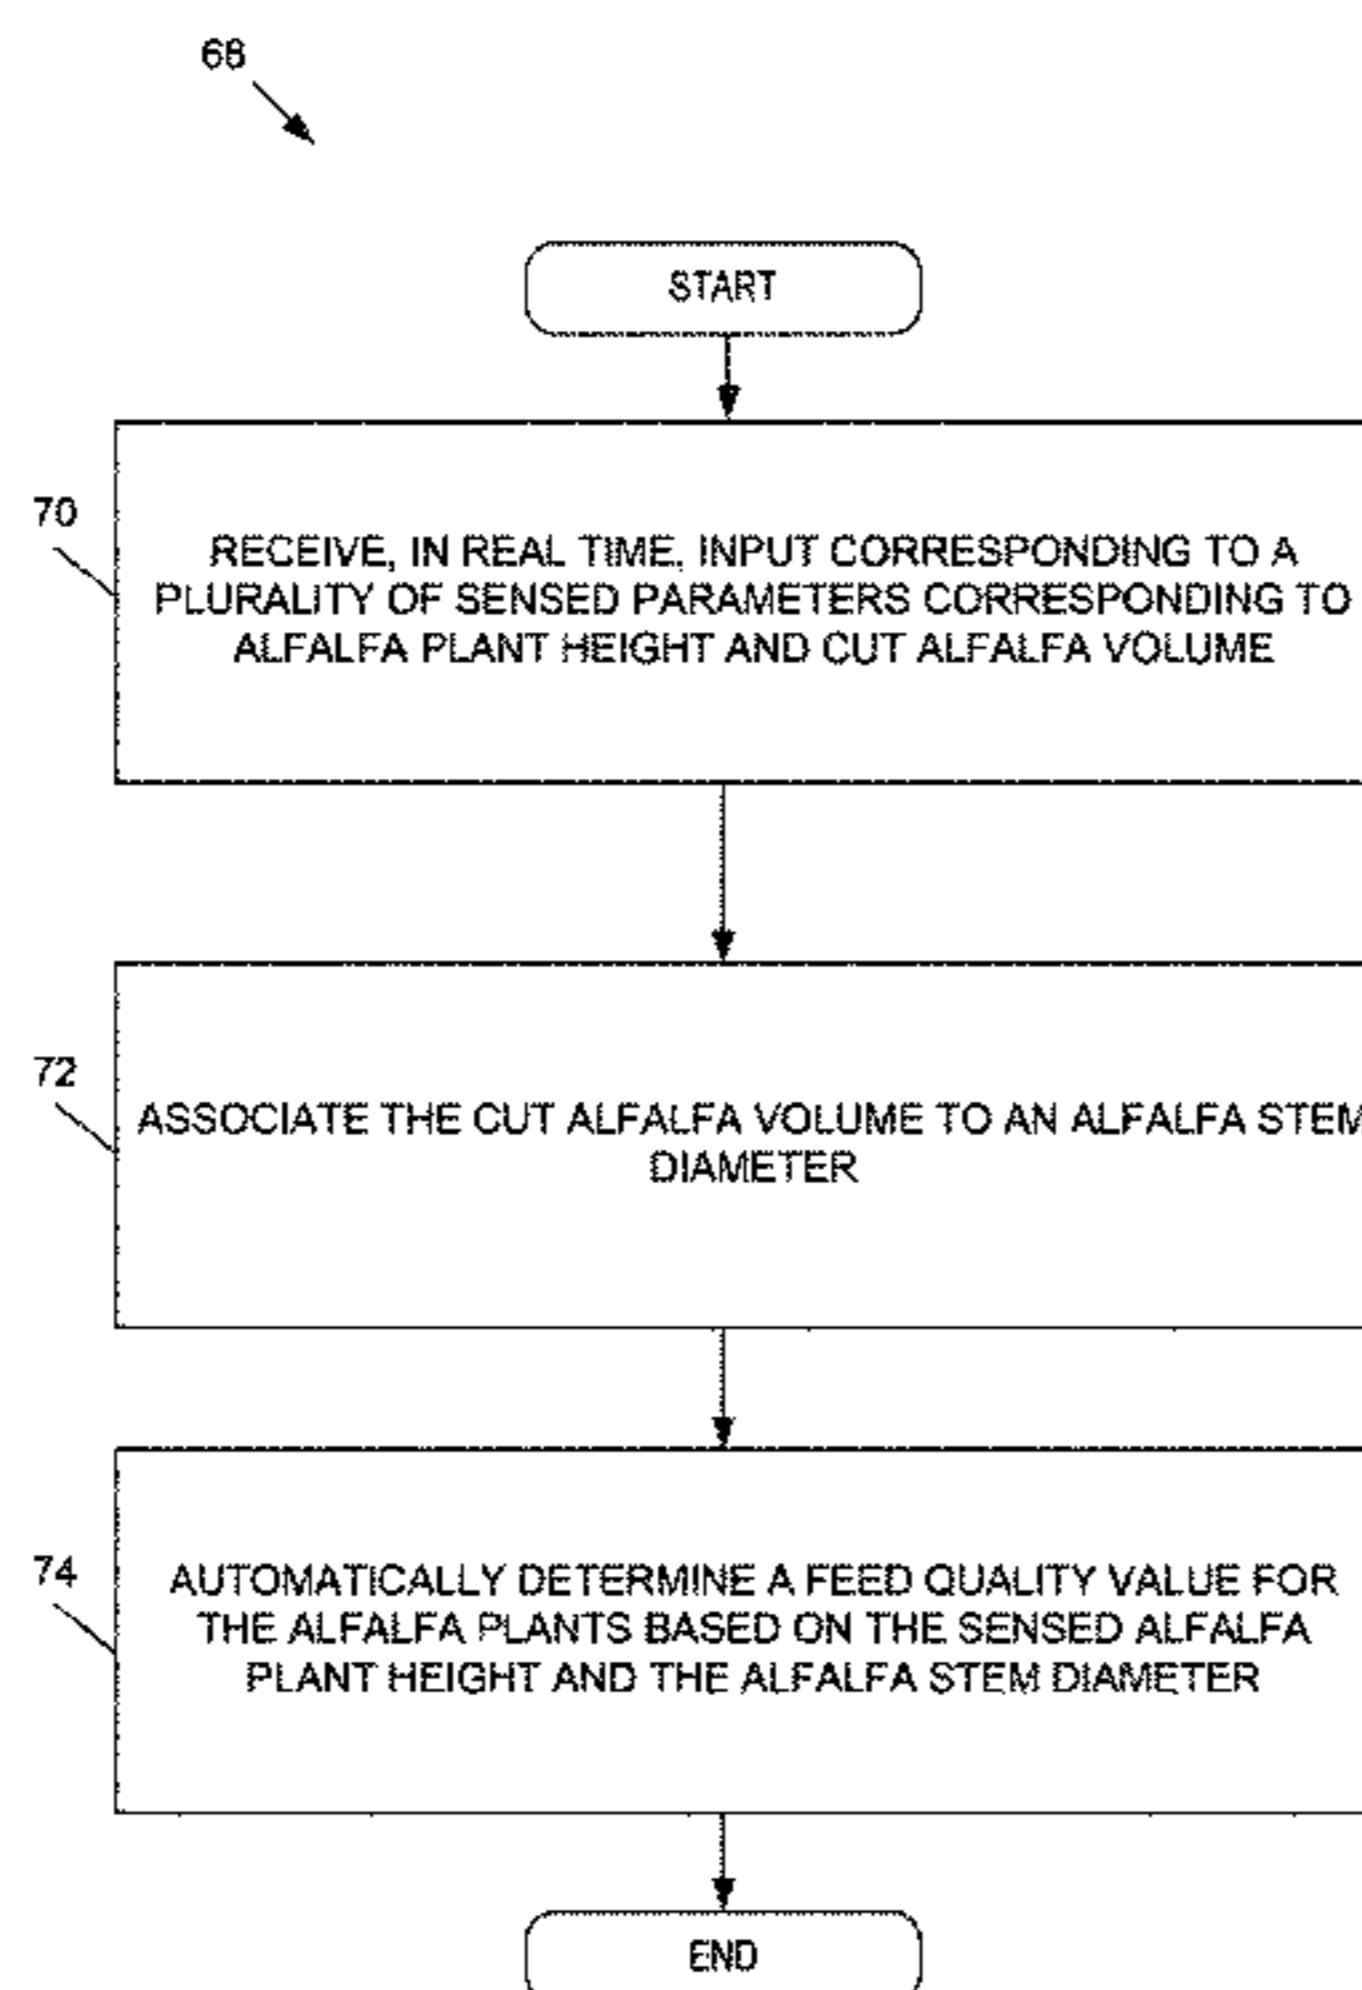 68
START
70
RECEIVE, IN REAL TIME, INPUT CORRESPONDING TO A
PLURALITY OF SENSED PARAMETERS CORRESPONDING TO
ALFALFA PLANT HEIGHT AND CUT ALFALFA VOLUME
72
ASSOCIATE THE CUT ALFALFA VOLUME TO AN ALFALFA STEM
DIAMETER
74
AUTOMATICALLY DETERMINE A FEED QUALITY VALUE FOR
THE ALFALFA PLANTS BASED ON THE SENSED ALFALFA
PLANT HEIGHT AND THE ALFALFA STEM DIAMETER
END